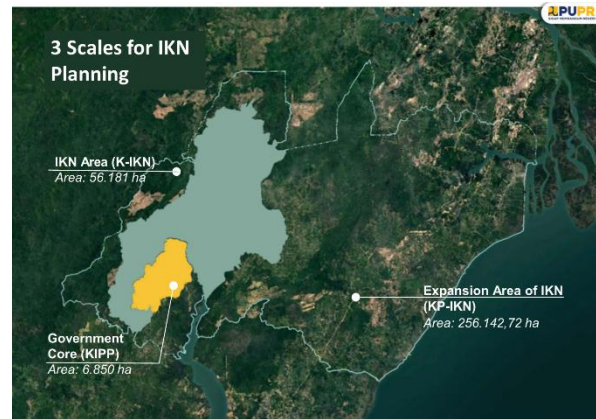 PUPR
3 Scales for IKN
Planning
IKN Area (K-IKN)
Area: 56.181 ha
Expansion Area of IKN
(KP-IKN)
Area: 256.142,72 ha
Government
Core (KIPP)
Area: 6.850 ha